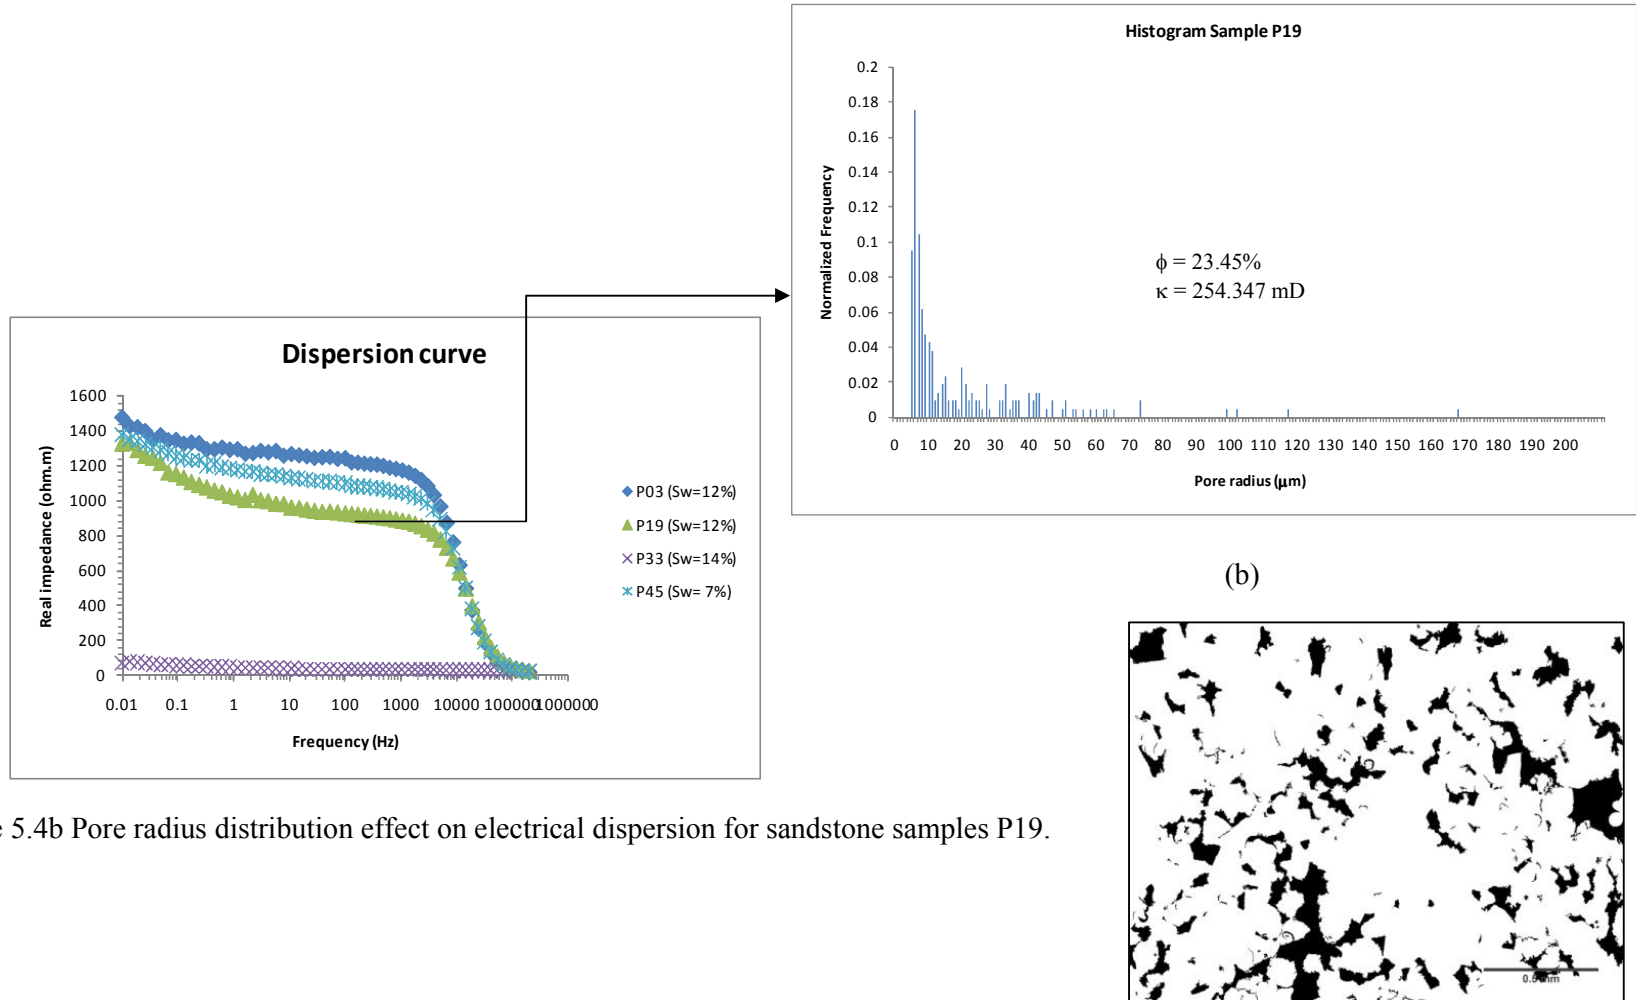 Histogram Sample P19
0.2
0.18
0.16
0.14
0.12
0.1
0.08
0.06
0.04
0.02
0
Normalized Frequency
ϕ = 23.45%
κ = 254.347 mD
0 10 20 30 40 50 60 70 80 90 100 110 120 130 140 150 160 170 180 190 200
Pore radius (μm)
Dispersion curve
1600
1400
1200
1000
800
600
400
200
0
Real impedance (ohm.m)
P03 (Sw=12%)
P19 (Sw=12%)
P33 (Sw=14%)
P45 (Sw= 7%)
0.01 0.1 1 10 100 1000 10000 100000 1000000
Frequency (Hz)
(b)
e 5.4b Pore radius distribution effect on electrical dispersion for sandstone samples P19.
0.5 mm